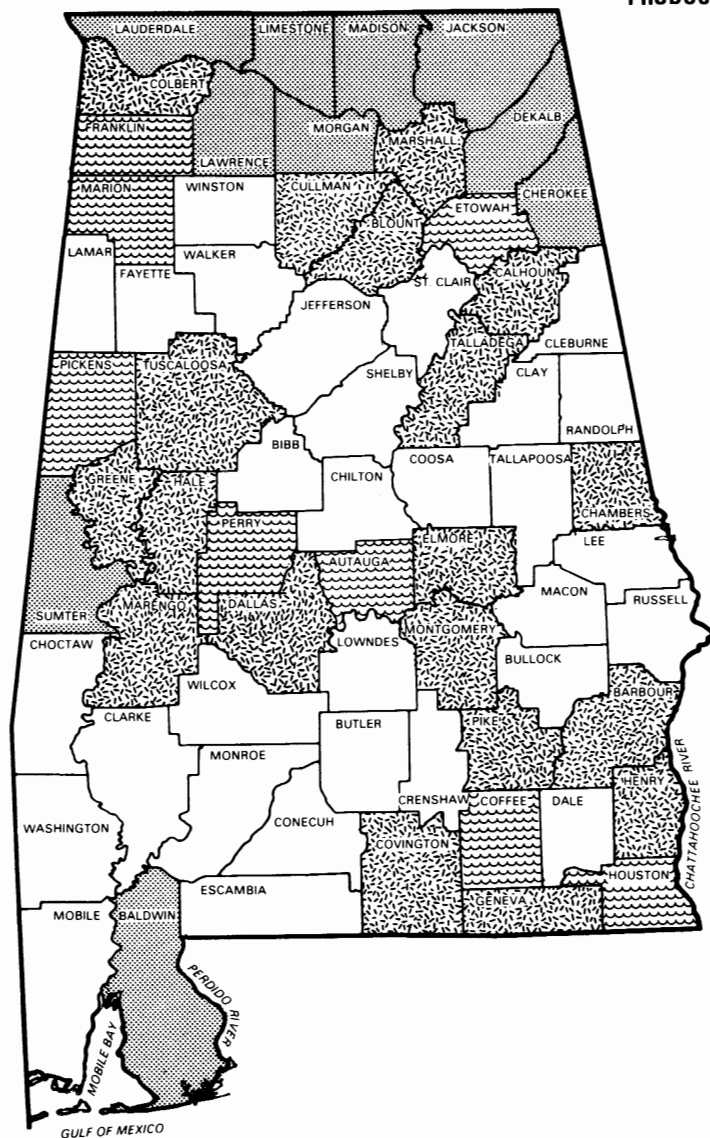 LAUDERDALE
LIMESTONE
MADISON
JACKSON
COLBERT
FRANKLIN
LAWRENCE
MORGAN
MARSHALL
DEKALB
MARION
WINSTON
CULLMAN
BLOUNT
ETOWAH
CHEROKEE
LAMAR
FAYETTE
WALKER
JEFFERSON
ST. CLAIR
CALHOUN
PICKENS
TUSCALOOSA
SHELBY
TALLADEGA
CLAY
CLEBURNE
BIBB
RANDOLPH
GREENE
HALE
CHILTON
COOSA
TALLAPOOSA
CHAMBERS
PERRY
AUTAUGA
ELMORE
LEE
SUMTER
MARENGO
DALLAS
LOWNDES
MONTGOMERY
MACON
RUSSELL
CHOCTAW
WILCOX
BULLOCK
BARBOUR
CLARKE
BUTLER
PIKE
MONROE
CRENSHAW
COFFEE
DALE
HENRY
WASHINGTON
CONECUH
COVINGTON
HOUSTON
ESCAMBIA
GENEVA
CHATTAHOOCHEE RIVER
MOBILE
BALDWIN
PERDIDO RIVER
MOBILE BAY
GULF OF MEXICO